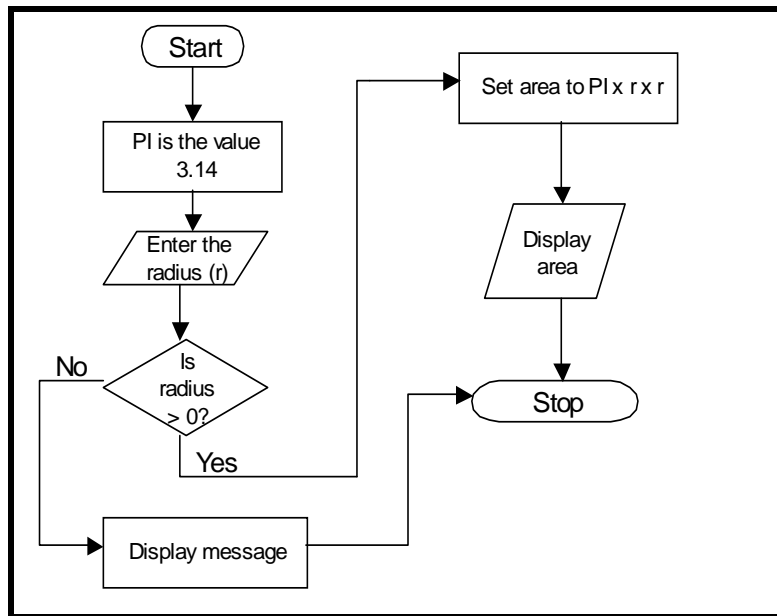 Start
PI is the value
3.14
Enter the
radius (r)
Is
radius
> 0?
No
Yes
Display message
Set area to PI x r x r
Display
area
Stop